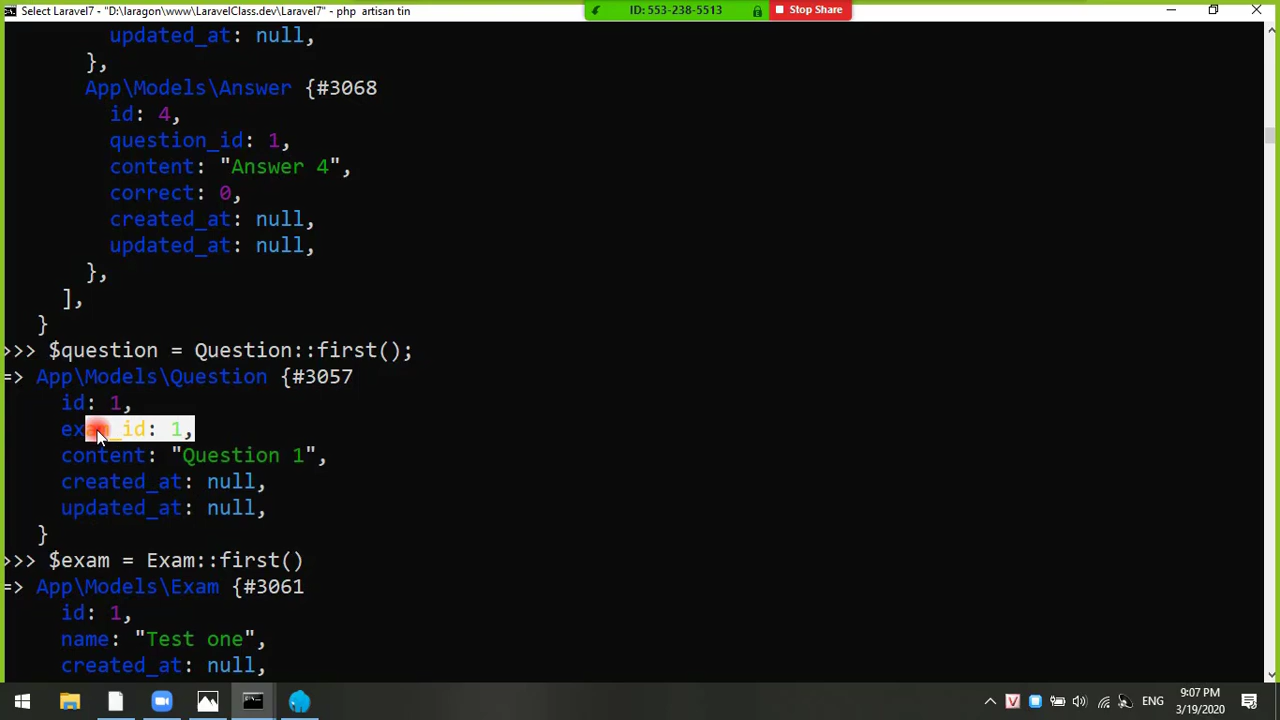 Select Laravel7 - "D:\laragon\www\LaravelClass.dev\Laravel7" - php  artisan tin
ID: 553-238-5513
Stop Share
updated_at: null,
},
App\Models\Answer {#3068
id: 4,
question_id: 1,
content: "Answer 4",
correct: 0,
created_at: null,
updated_at: null,
},
],
}
>>> $question = Question::first();
=> App\Models\Question {#3057
id: 1,
exam_id: 1,
content: "Question 1",
created_at: null,
updated_at: null,
}
>>> $exam = Exam::first()
=> App\Models\Exam {#3061
id: 1,
name: "Test one",
created_at: null,
ENG
9:07 PM
3/19/2020